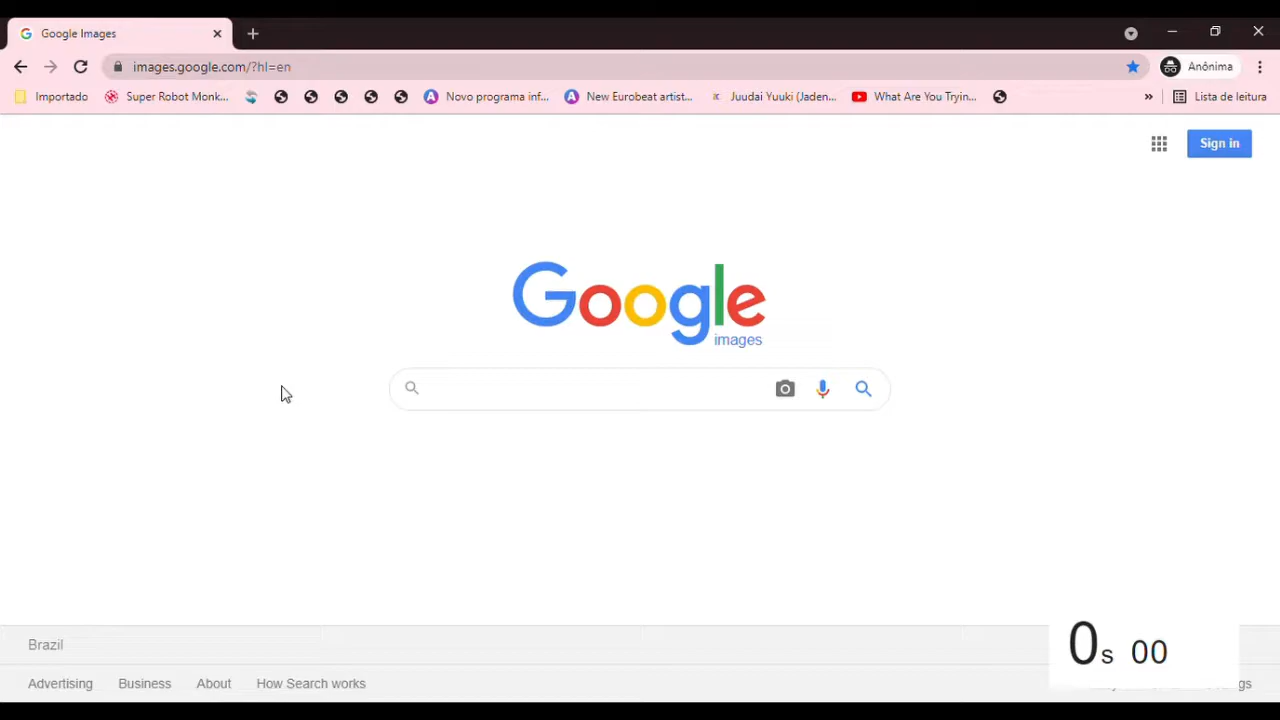 Google Images
images.google.com/?hl=en
Anônima
Importado
Super Robot Monk...
Novo programa inf...
New Eurobeat artist...
Juudai Yuuki (Jaden...
What Are You Tryin...
»
Lista de leitura
Sign in
Google
images
Brazil
0s 00
Advertising Business About How Search works